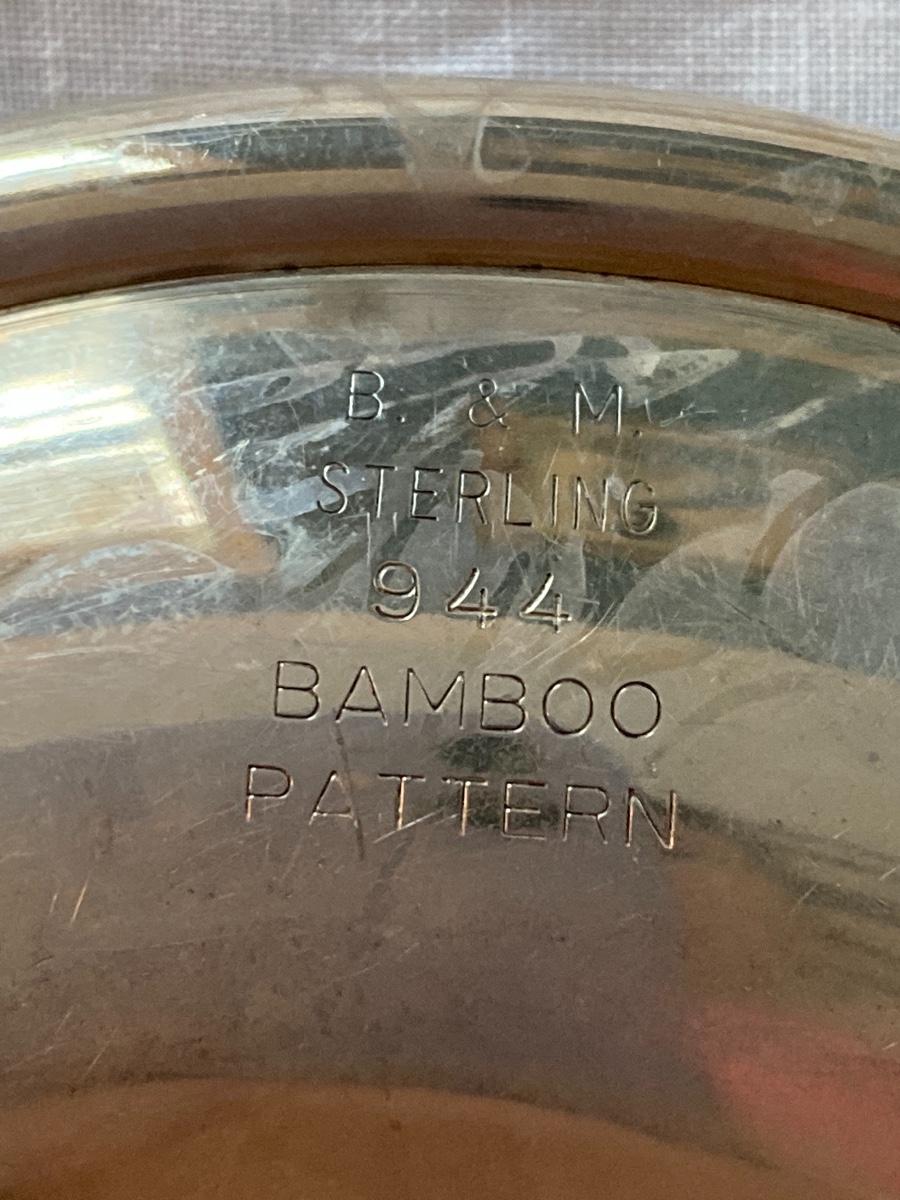 B. & M.
STERLING
944
BAMBOO
PATTERN